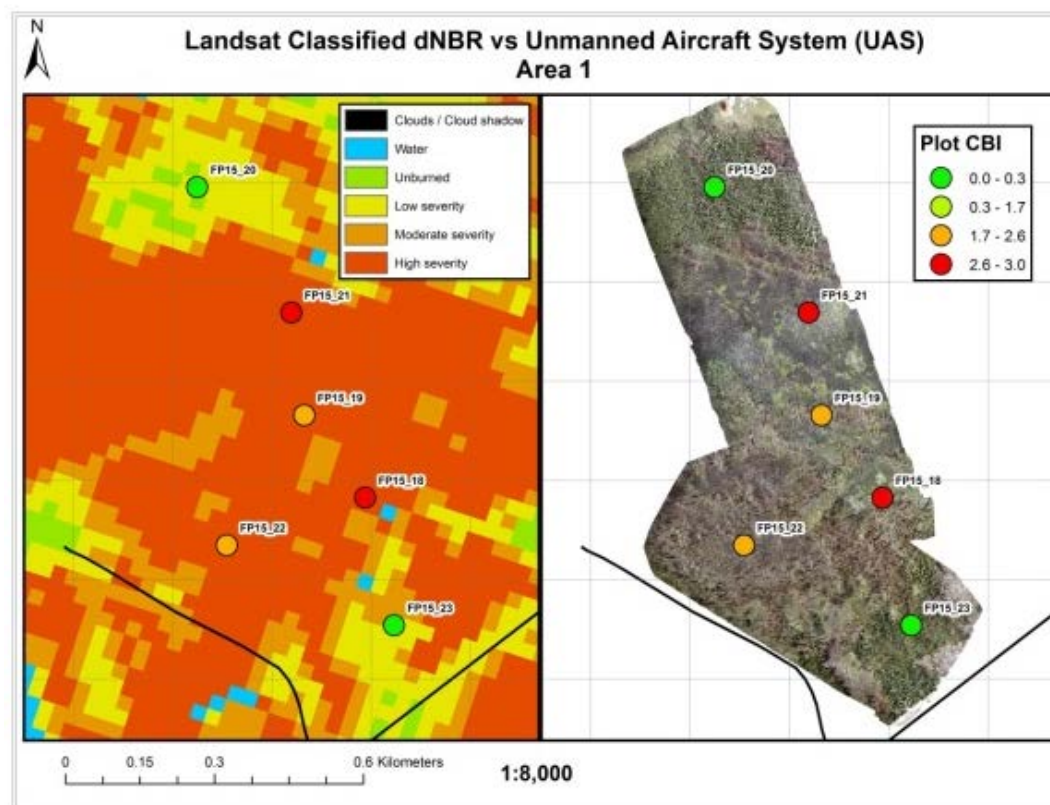 N
Landsat Classified dNBR vs Unmanned Aircraft System (UAS)
Area 1
Clouds / Cloud shadow
Water
Unburned
Low severity
Moderate severity
High severity
FP15_20
FP15_21
FP15_19
FP15_18
FP15_22
FP15_23
Plot CBI
0.0 - 0.3
0.3 - 1.7
1.7 - 2.6
2.6 - 3.0
FP15_20
FP15_21
FP15_19
FP15_18
FP15_22
FP15_23
0 0.15 0.3 0.6 Kilometers
1:8,000